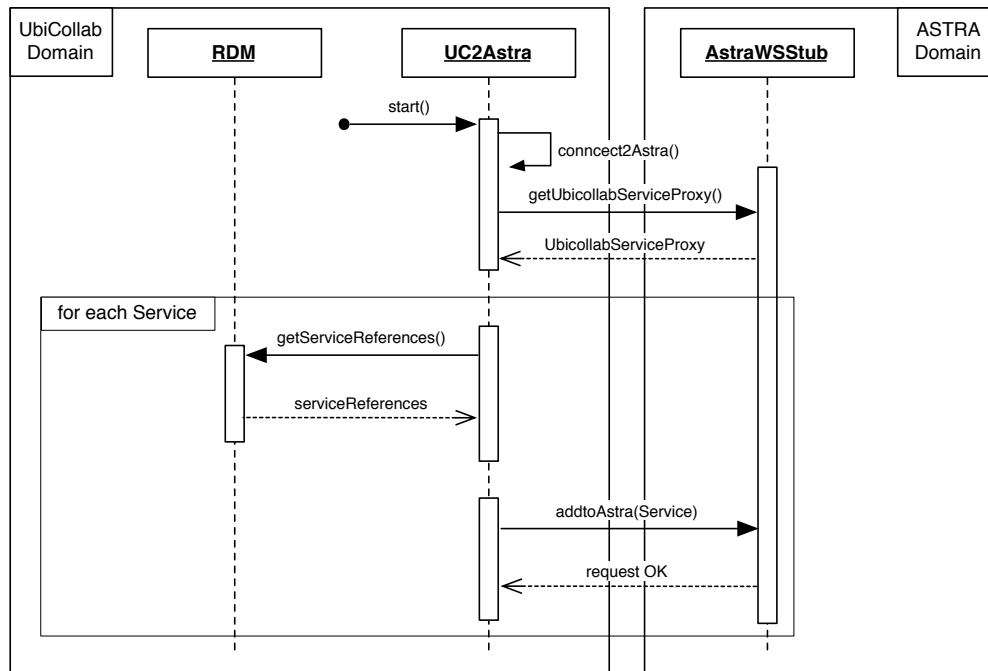 UbiCollab
Domain
RDM
UC2Astra
AstraWSStub
ASTRA
Domain
start()
conncect2Astra()
getUbicollabServiceProxy()
UbicollabServiceProxy
for each Service
getServiceReferences()
serviceReferences
addtoAstra(Service)
request OK